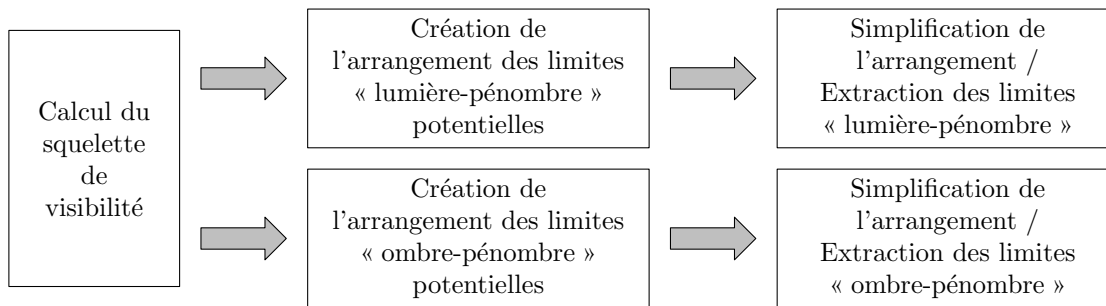 Calcul du
squelette
de
visibilité
Création de
l'arrangement des limites
« lumière-pénombre »
potentielles
Simplification de
l'arrangement /
Extraction des limites
« lumière-pénombre »
Création de
l'arrangement des limites
« ombre-pénombre »
potentielles
Simplification de
l'arrangement /
Extraction des limites
« ombre-pénombre »